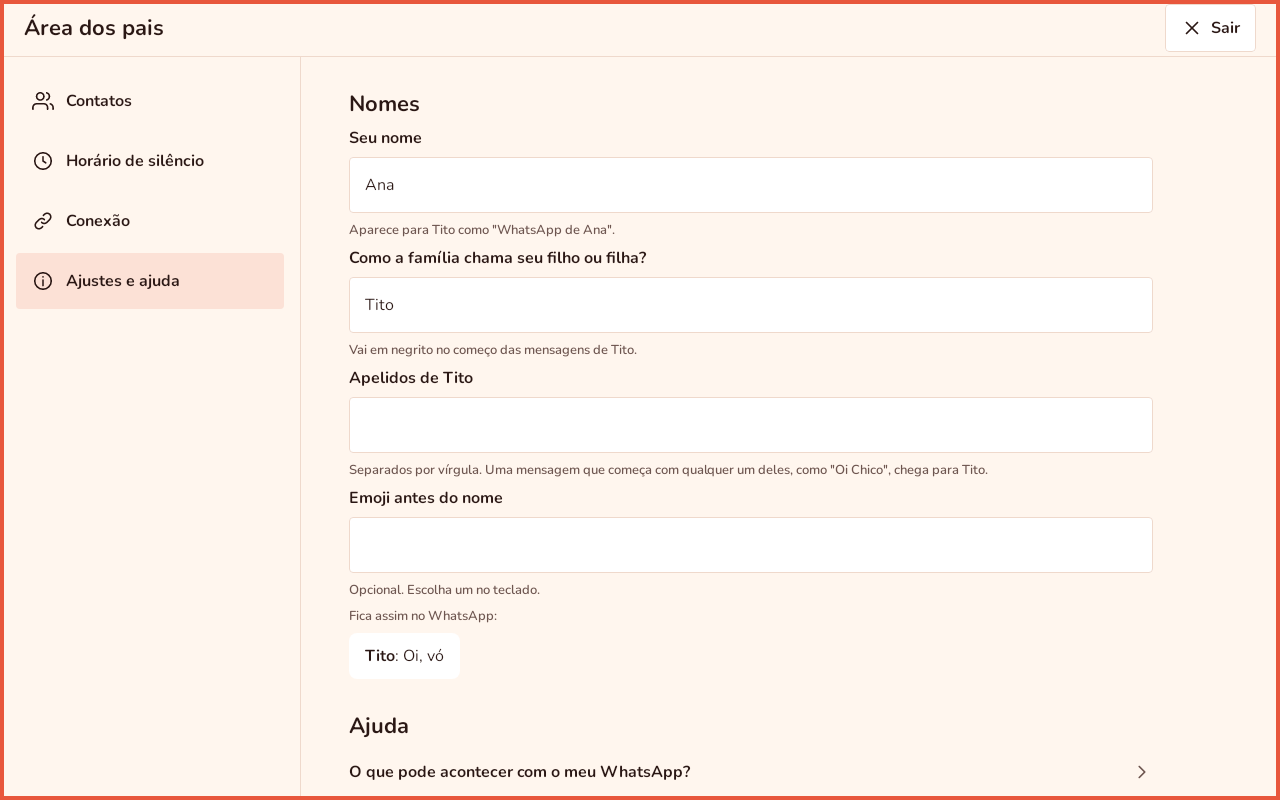 Área dos pais
Sair
Contatos
Horário de silêncio
Conexão
Ajustes e ajuda
Nomes
Seu nome
Ana
Aparece para Tito como "WhatsApp de Ana".
Como a família chama seu filho ou filha?
Tito
Vai em negrito no começo das mensagens de Tito.
Apelidos de Tito
Separados por vírgula. Uma mensagem que começa com qualquer um deles, como "Oi Chico", chega para Tito.
Emoji antes do nome
Opcional. Escolha um no teclado.
Fica assim no WhatsApp:
Tito: Oi, vó
Ajuda
O que pode acontecer com o meu WhatsApp?